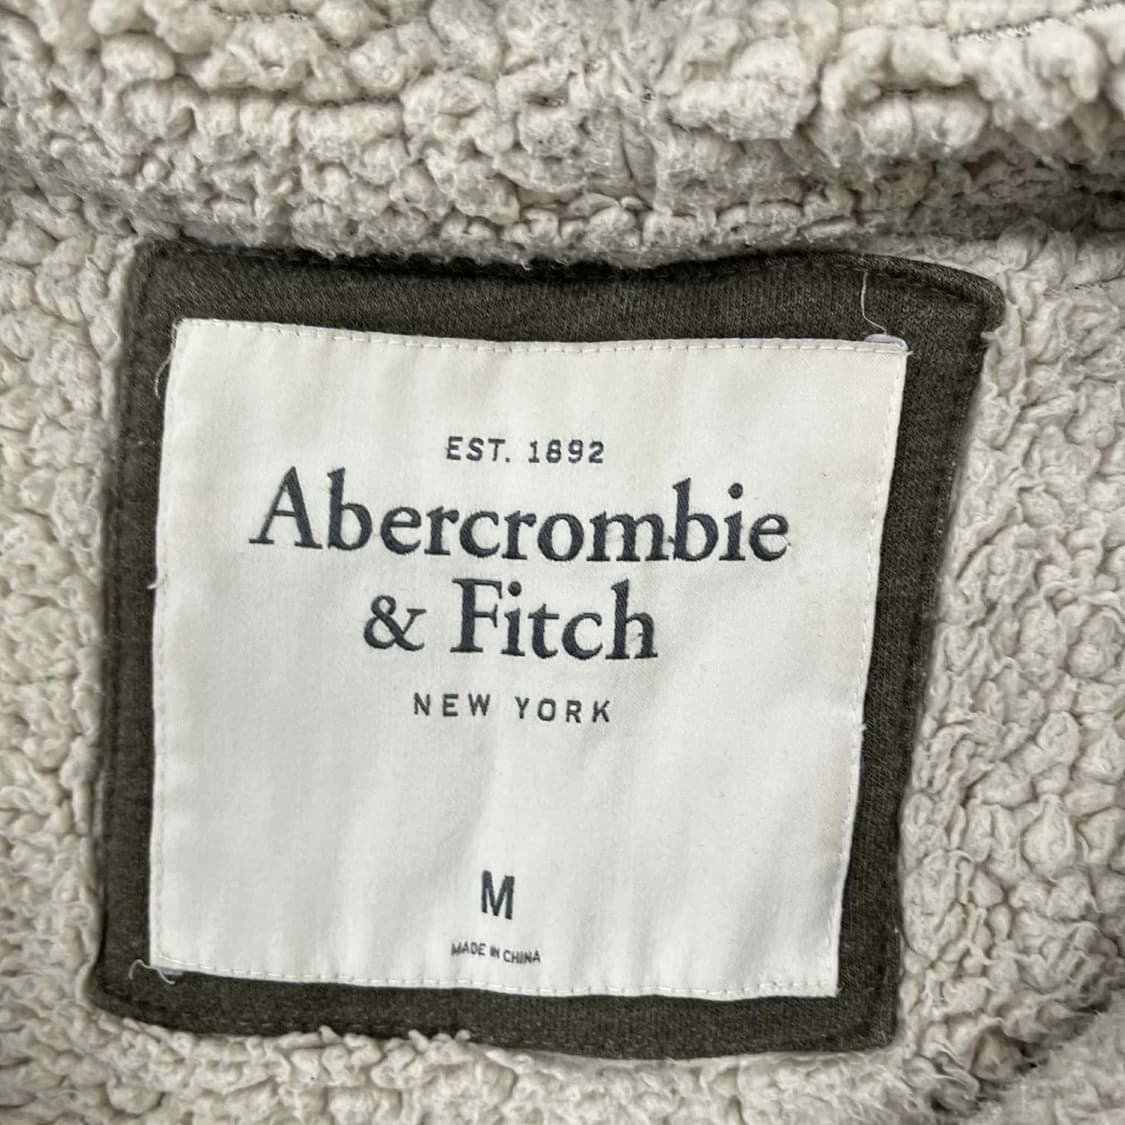 EST. 1892
Abercrombie
& Fitch
NEW YORK
M
MADE IN CHINA